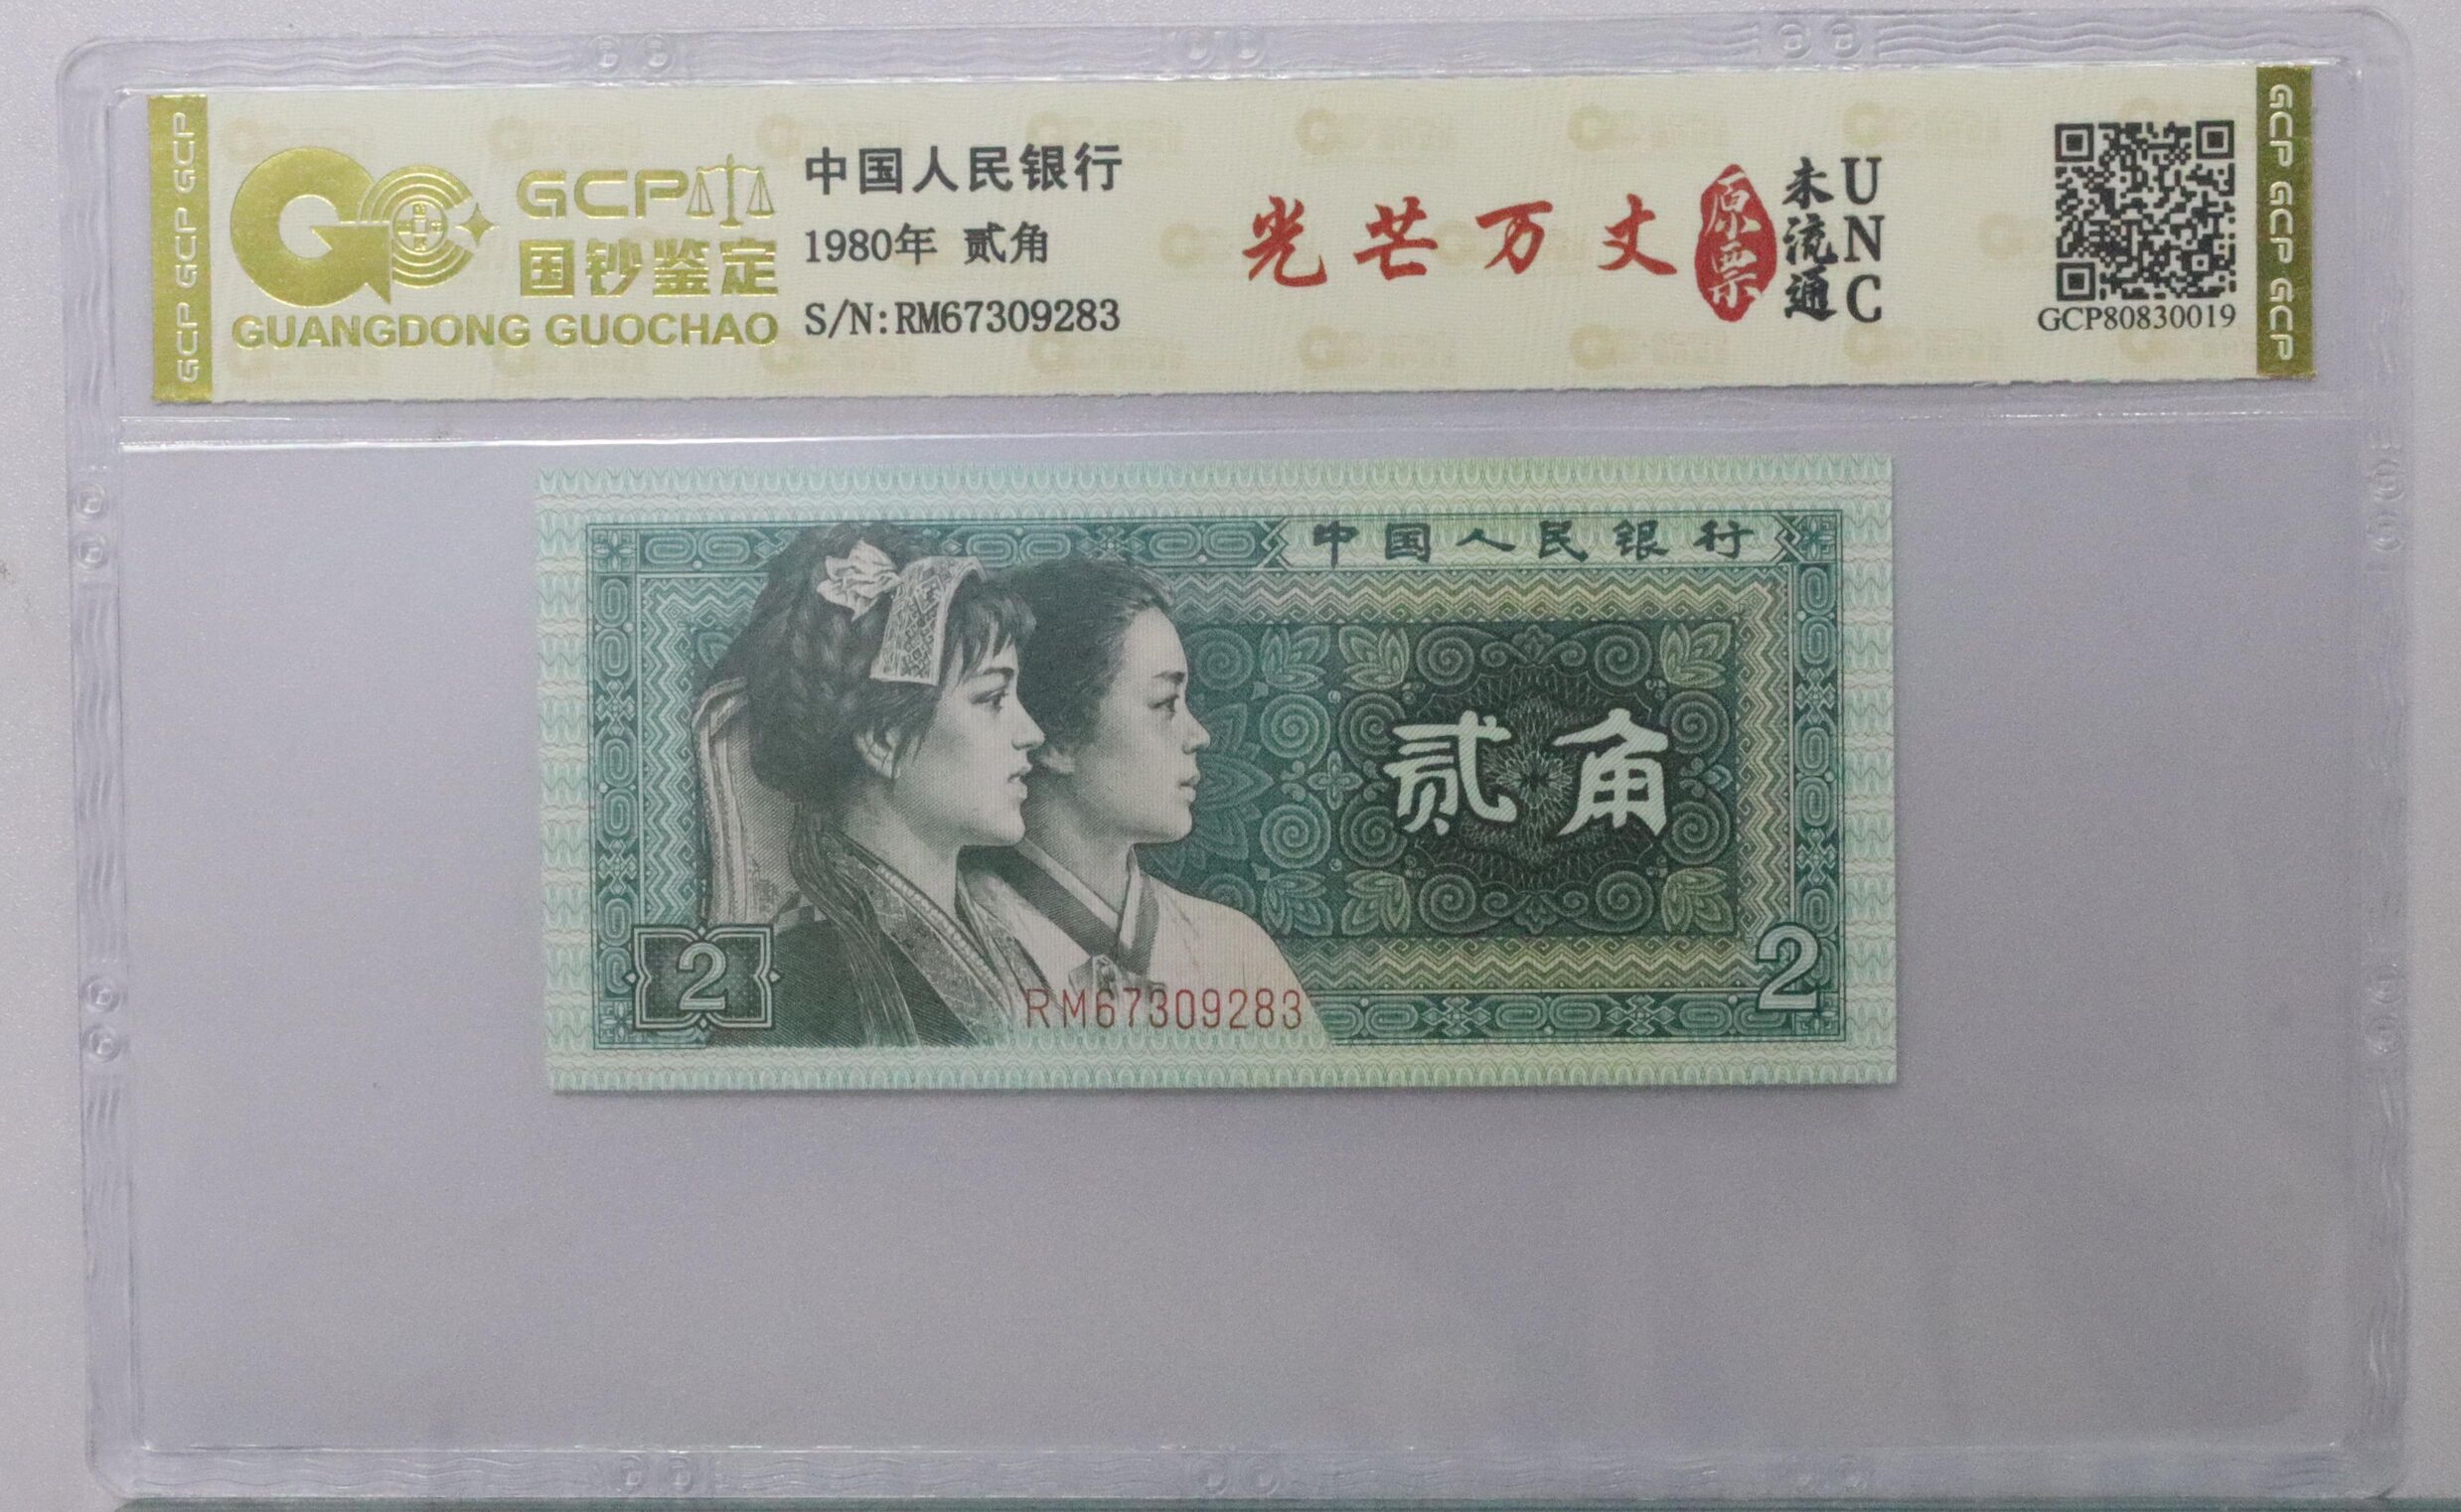 GCP GCP GCP
GCP
国钞鉴定
GUANGDONG GUOCHAO
中国人民银行
1980年 贰角
S/N:RM67309283
光芒万丈
原票
未流通
UNC
GCP80830019
GCP GCP GCP
中国人民银行
贰角
2
2
RM67309283